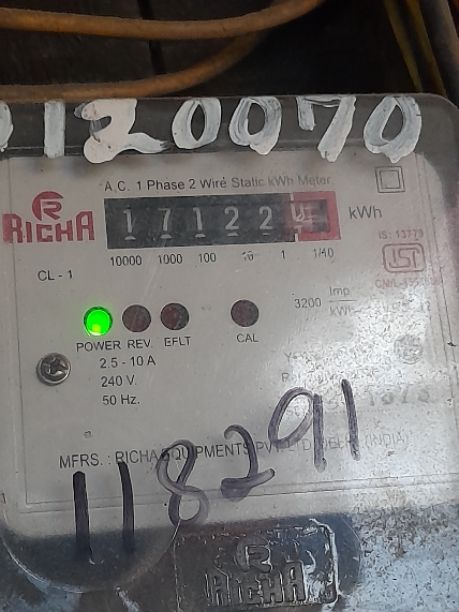 0120070
A.C. 1 Phase 2 Wire Static kWh Meter
R
RICHA
17122 kWh
10000 1000 100 10 1 1/10
IS: 13779
ISI
CL-1
3200 Imp
kWh
POWER REV. EFLT CAL
2.5-10 A
240 V.
50 Hz.
118291
MFRS.: RICHA EQUIPMENTS PVT. LTD. DELHI (INDIA)
R
RICHA